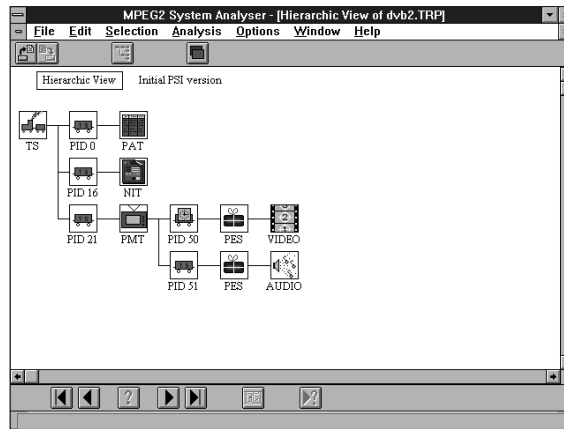 MPEG2 System Analyser - [Hierarchic View of dvb2.TRP]
File Edit Selection Analysis Options Window Help
Hierarchic View Initial PSI version
TS PID 0 PAT
PID 16 NIT
PID 21 PMT PID 50 PES VIDEO
PID 51 PES AUDIO